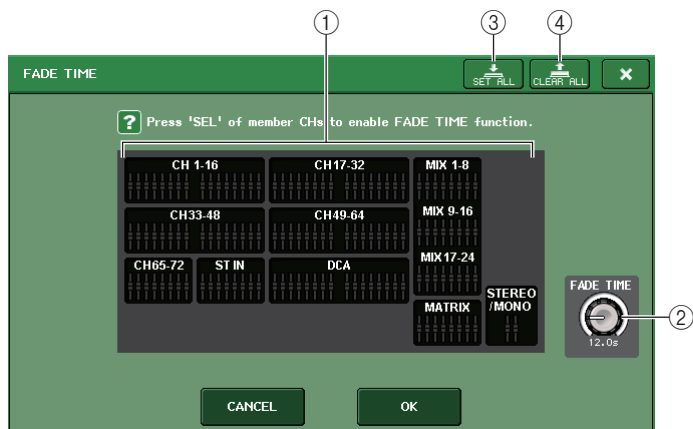 ① ③ ④
FADE TIME
SET ALL
CLEAR ALL
?
Press 'SEL' of member CHs to enable FADE TIME function.
CH 1-16
CH17-32
MIX 1-8
CH33-48
CH49-64
MIX 9-16
CH65-72
ST IN
DCA
MIX17-24
MATRIX
STEREO
/MONO
FADE TIME
12.0s
②
CANCEL
OK